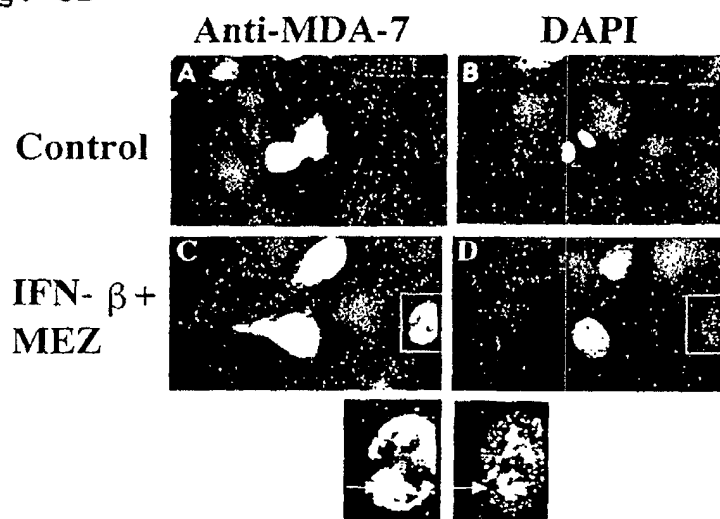 Anti-MDA-7 DAPI
A B
Control
C D
IFN- β +
MEZ